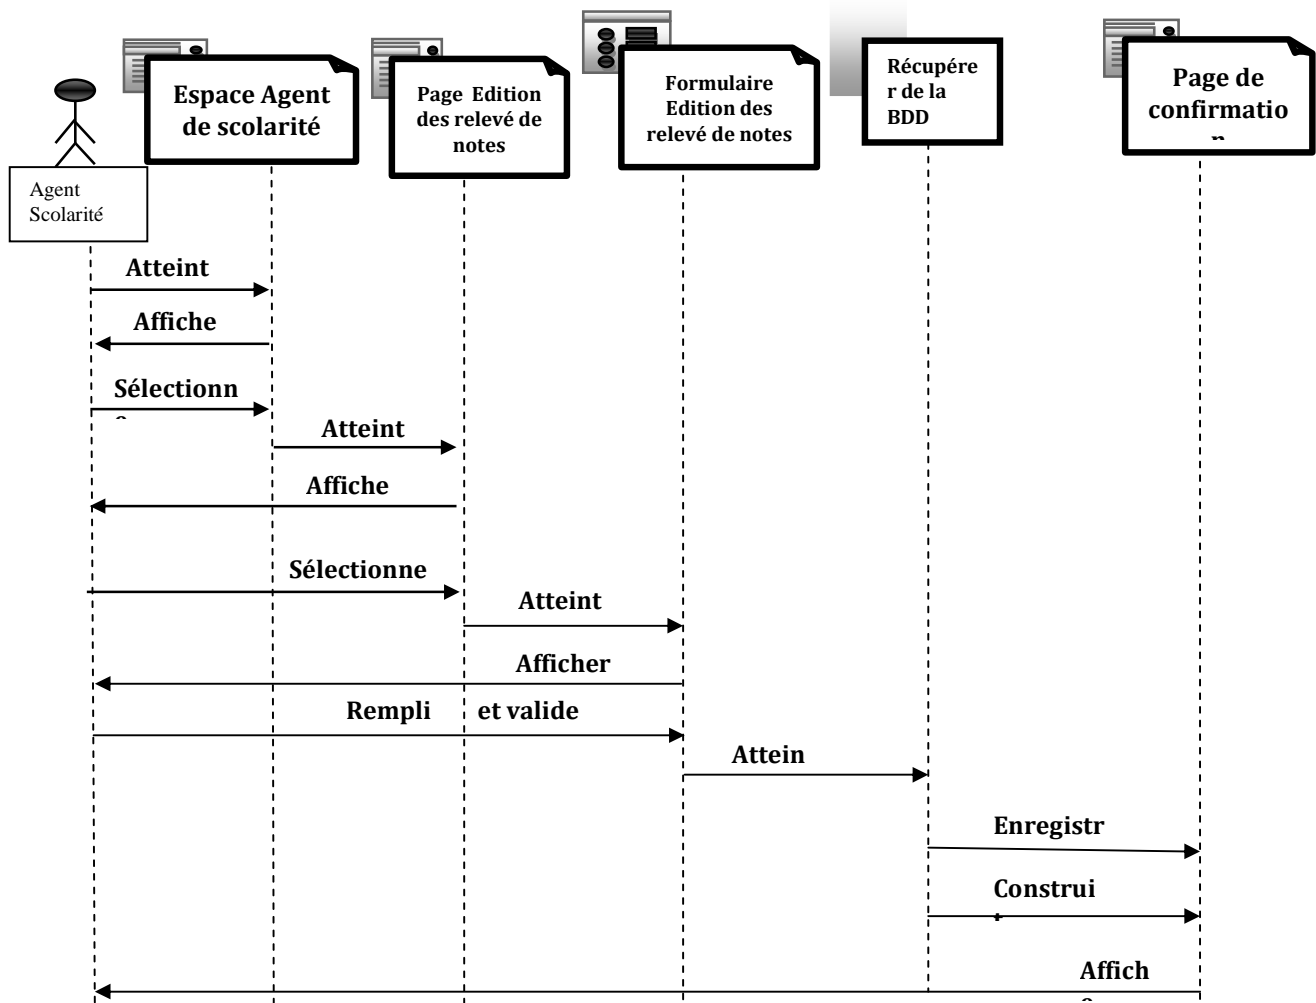 Espace Agent
de scolarité
Page Edition
des relevé de
notes
Formulaire
Edition des
relevé de notes
Récupére
r de la
BDD
Page de
confirmatio
n
Agent
Scolarité
Atteint
Affiche
Sélectionn
Atteint
Affiche
Sélectionne
Atteint
Afficher
Rempli et valide
Attein
Enregistr
Construi
Affich